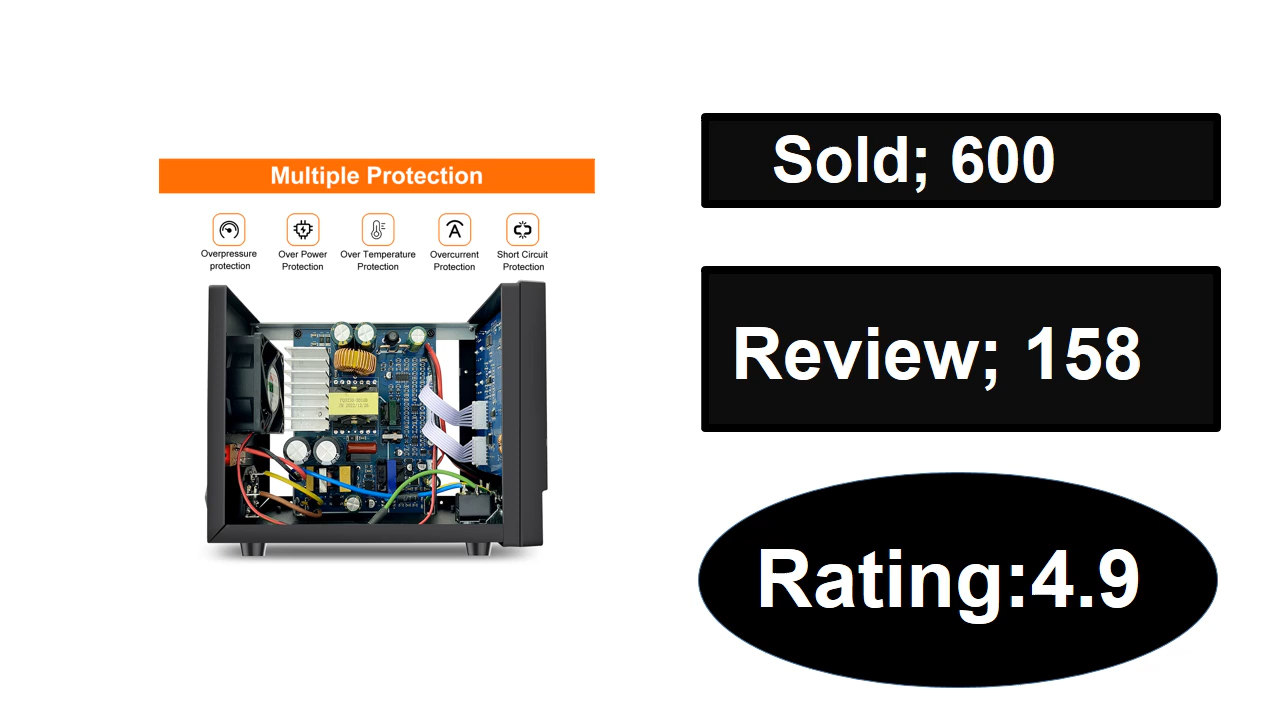 Multiple Protection
Overpressure
protection
Over Power
Protection
Over Temperature
Protection
A
Overcurrent
Protection
Short Circuit
Protection
Sold; 600
Review; 158
Rating:4.9